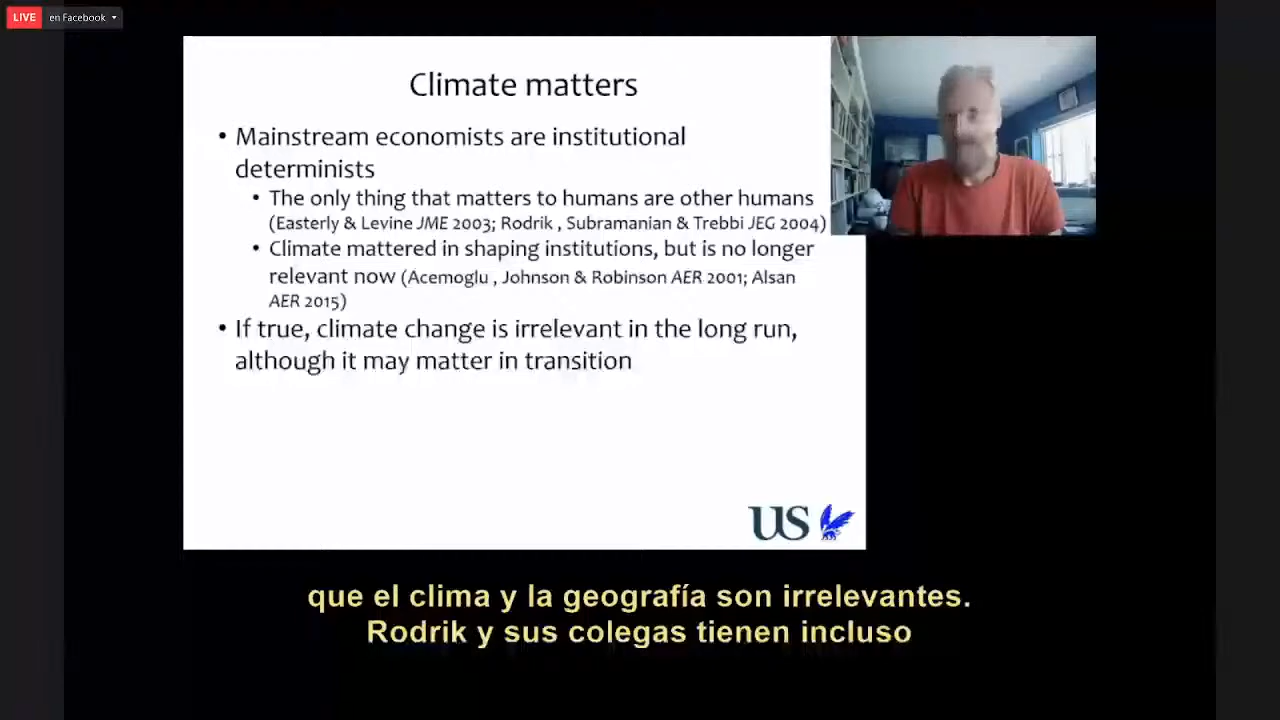 LIVE en Facebook
Climate matters
• Mainstream economists are institutional
determinists
• The only thing that matters to humans are other humans
(Easterly & Levine JME 2003; Rodrik , Subramanian & Trebbi JEG 2004)
• Climate mattered in shaping institutions, but is no longer
relevant now (Acemoglu , Johnson & Robinson AER 2001; Alsan
AER 2015)
• If true, climate change is irrelevant in the long run,
although it may matter in transition
US
que el clima y la geografía son irrelevantes.
Rodrik y sus colegas tienen incluso